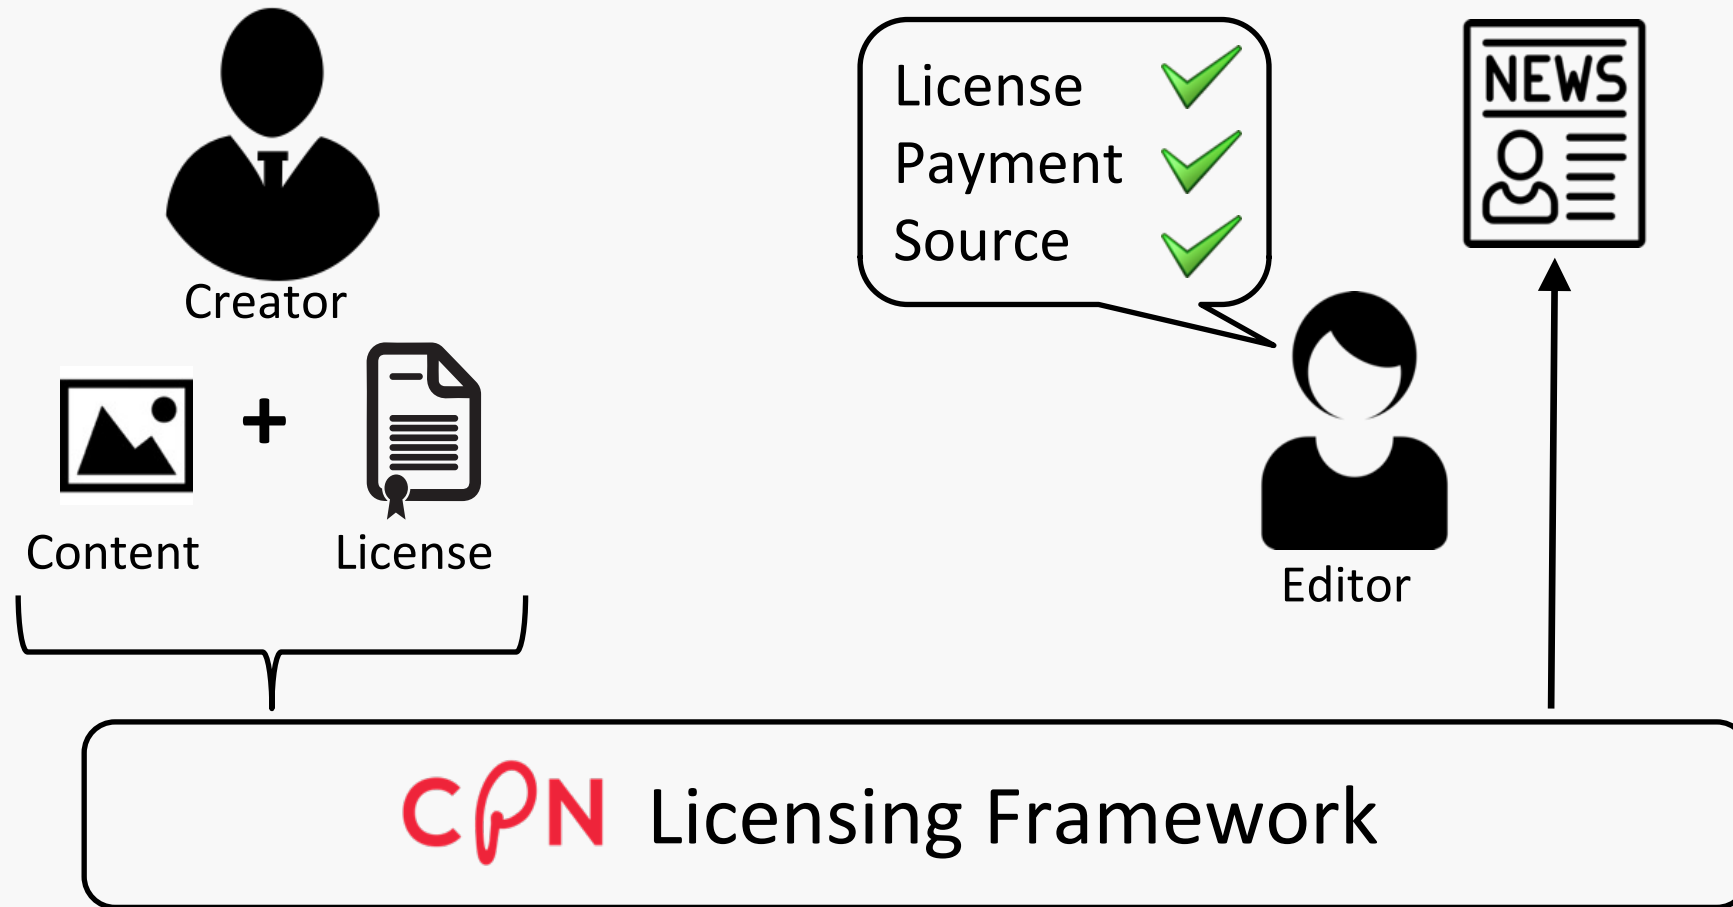 Creator
Content
+
License
License
Payment
Source
NEWS
Editor
CPN Licensing Framework